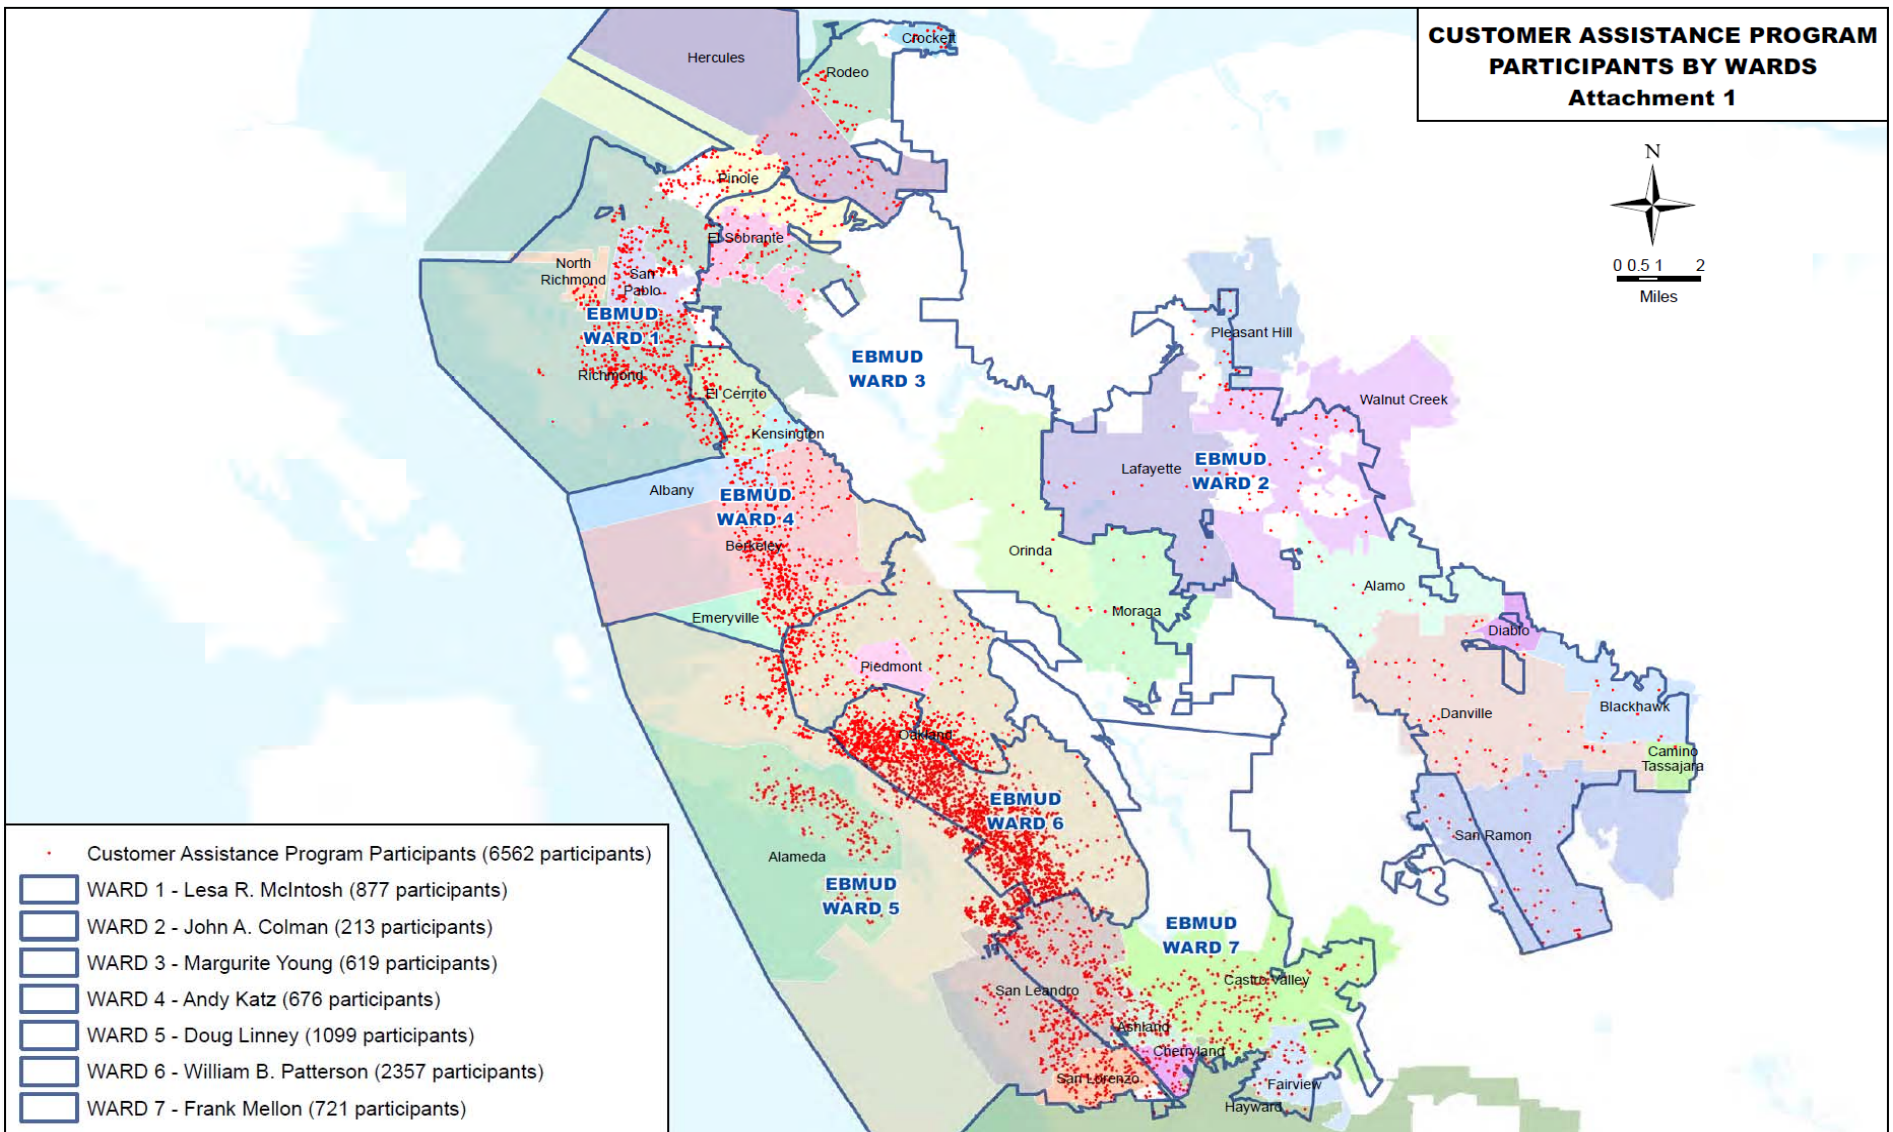 CUSTOMER ASSISTANCE PROGRAM
PARTICIPANTS BY WARDS
Attachment 1
N
0 0.5 1 2
Miles
Crockett
Hercules
Rodeo
Pinole
El Sobrante
North
Richmond
San
Pablo
EBMUD
WARD 1
Richmond
El Cerrito
Kensington
EBMUD
WARD 3
Pleasant Hill
Walnut Creek
Lafayette
EBMUD
WARD 2
Albany
EBMUD
WARD 4
Berkeley
Orinda
Alamo
Moraga
Emeryville
Diablo
Piedmont
Danville
Blackhawk
Oakland
Camino
Tassajara
EBMUD
WARD 6
San Ramon
Alameda
EBMUD
WARD 5
EBMUD
WARD 7
Castro Valley
San Leandro
Ashland
Cherryland
San Lorenzo
Fairview
Hayward
Customer Assistance Program Participants (6562 participants)
WARD 1 - Lesa R. McIntosh (877 participants)
WARD 2 - John A. Colman (213 participants)
WARD 3 - Margurite Young (619 participants)
WARD 4 - Andy Katz (676 participants)
WARD 5 - Doug Linney (1099 participants)
WARD 6 - William B. Patterson (2357 participants)
WARD 7 - Frank Mellon (721 participants)